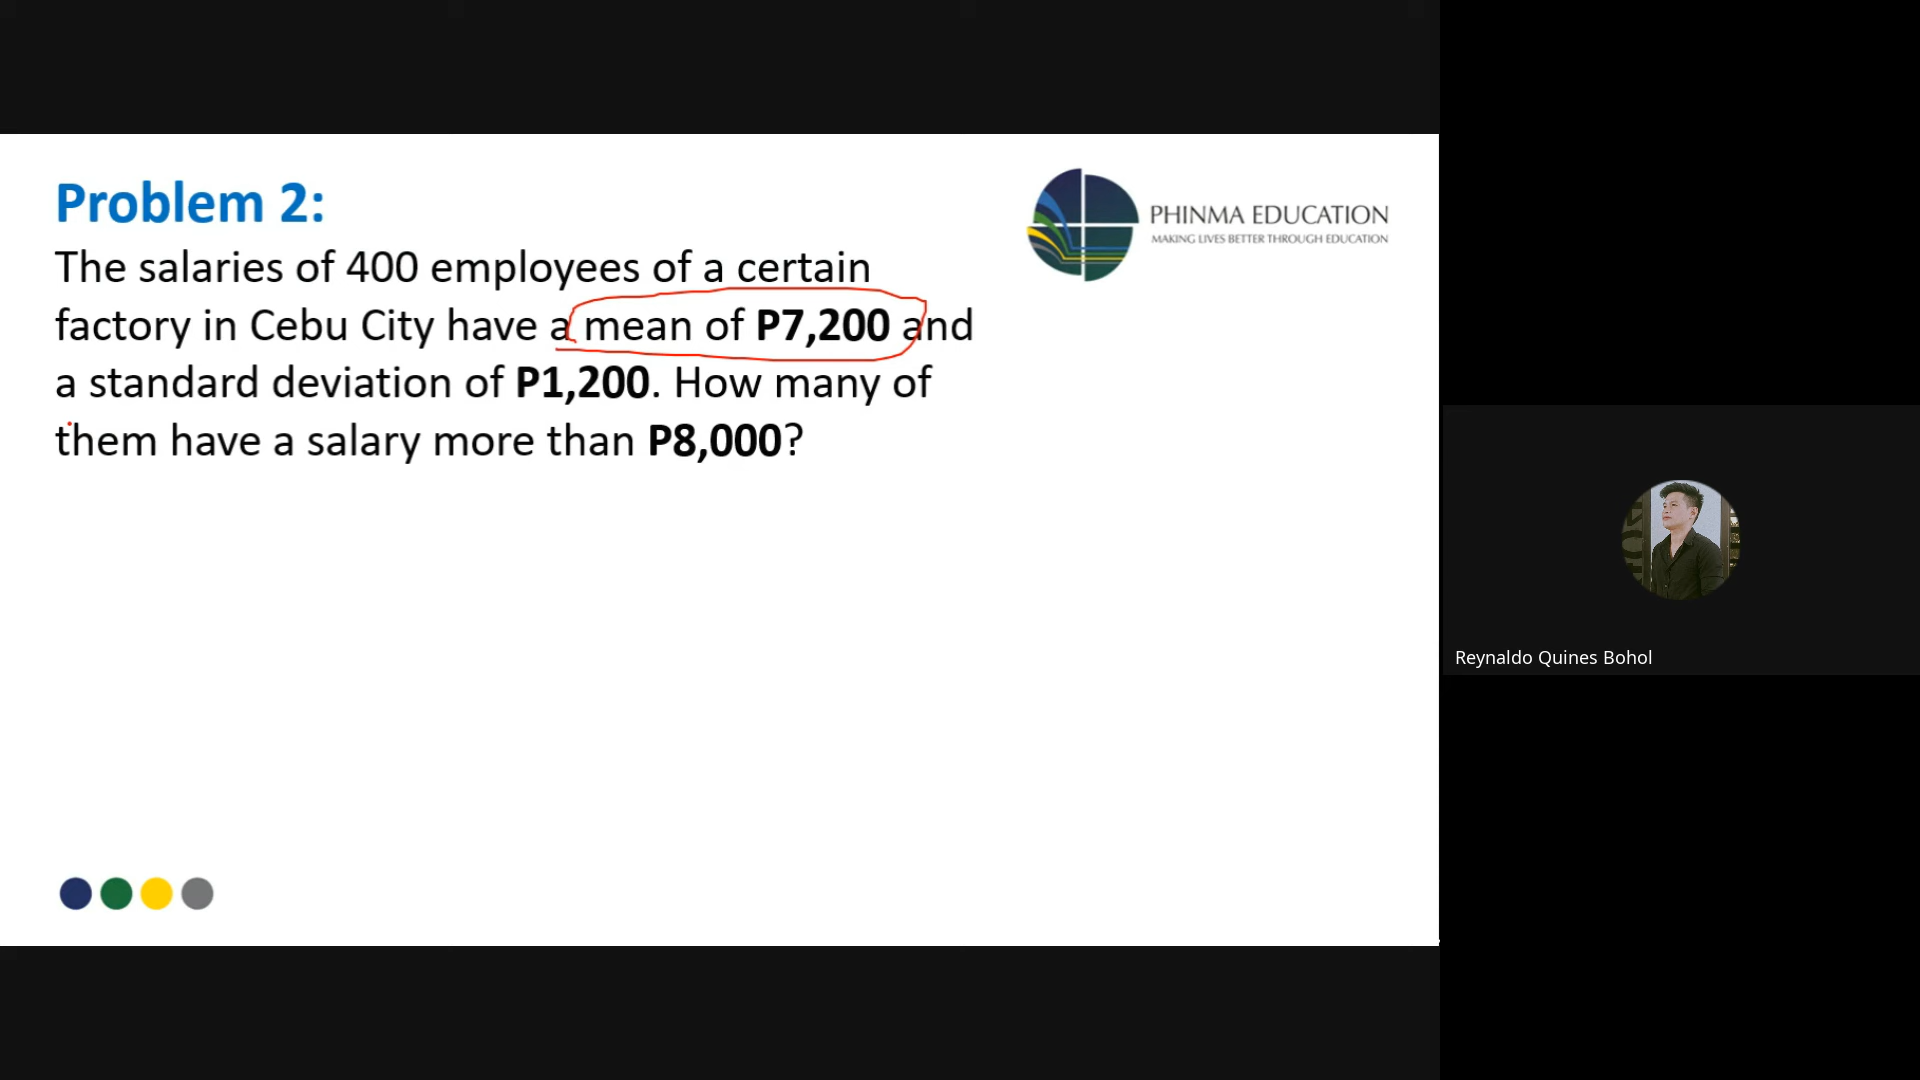 Problem 2:
The salaries of 400 employees of a certain
factory in Cebu City have a mean of P7,200 and
a standard deviation of P1,200. How many of
them have a salary more than P8,000?
PHINMA EDUCATION
MAKING LIVES BETTER THROUGH EDUCATION
Reynaldo Quines Bohol